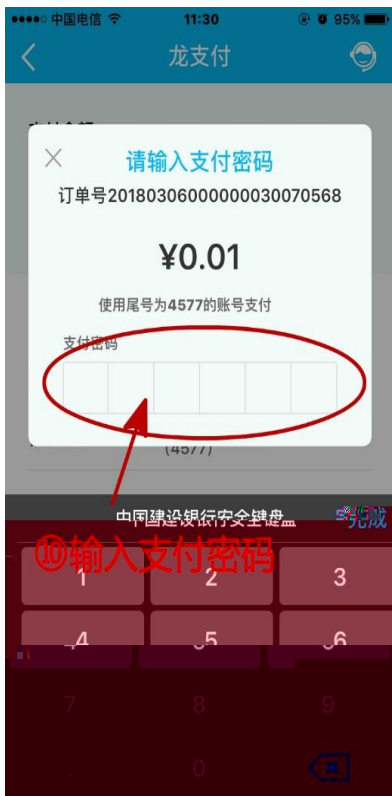 中国电信 11:30 95%
龙支付
请输入支付密码
订单号20180306000000030070568
¥0.01
使用尾号为4577的账号支付
支付密码
(4577)
中国建设银行安全键盘 完成
⑩输入支付密码
1 2 3
4 5 6
7 8 9
. 0